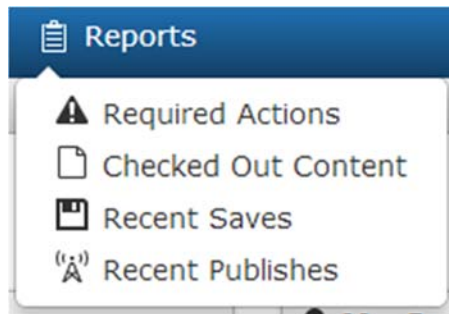 Reports
Required Actions
Checked Out Content
Recent Saves
Recent Publishes